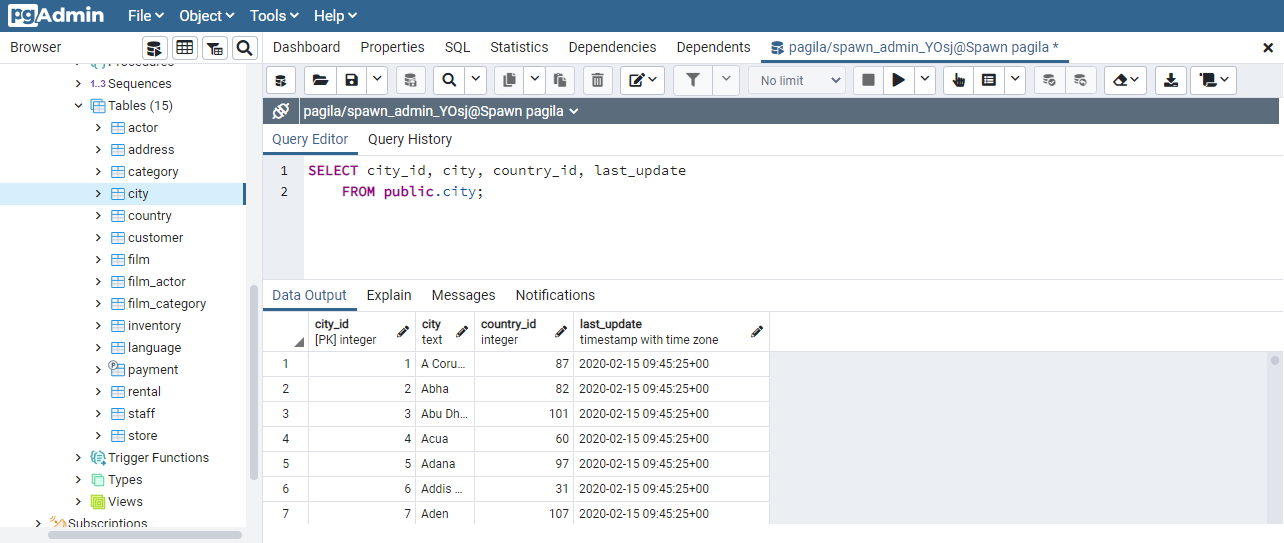 pgAdmin File Object Tools Help
Browser
Dashboard Properties SQL Statistics Dependencies Dependents pagila/spawn_admin_YOsj@Spawn pagila *
Procedures
1..3 Sequences
Tables (15)
actor
address
category
city
country
customer
film
film_actor
film_category
inventory
language
payment
rental
staff
store
Trigger Functions
Types
Views
Subscriptions
No limit
pagila/spawn_admin_YOsj@Spawn pagila
Query Editor Query History
1 SELECT city_id, city, country_id, last_update
2 FROM public.city;
Data Output Explain Messages Notifications
city_id city country_id last_update
[PK] integer text integer timestamp with time zone
1 1 A Coru... 87 2020-02-15 09:45:25+00
2 2 Abha 82 2020-02-15 09:45:25+00
3 3 Abu Dh... 101 2020-02-15 09:45:25+00
4 4 Acua 60 2020-02-15 09:45:25+00
5 5 Adana 97 2020-02-15 09:45:25+00
6 6 Addis ... 31 2020-02-15 09:45:25+00
7 7 Aden 107 2020-02-15 09:45:25+00